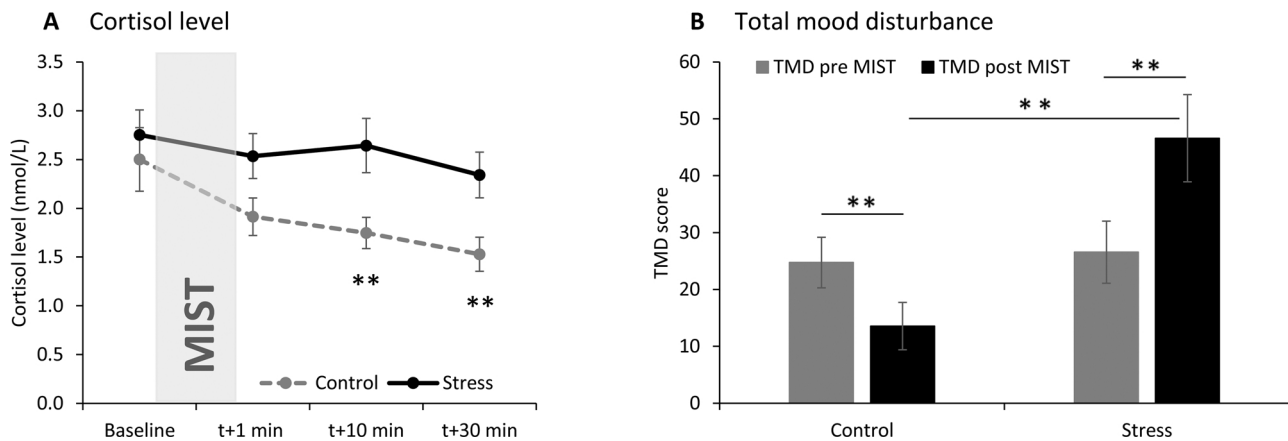 A Cortisol level
3.5
3.0
2.5
2.0
1.5
1.0
0.5
0.0
Cortisol level (nmol/L)
MIST
**
**
Control
Stress
Baseline t+1 min t+10 min t+30 min
B Total mood disturbance
60
50
40
30
20
10
0
TMD score
TMD pre MIST TMD post MIST
**
**
**
Control Stress